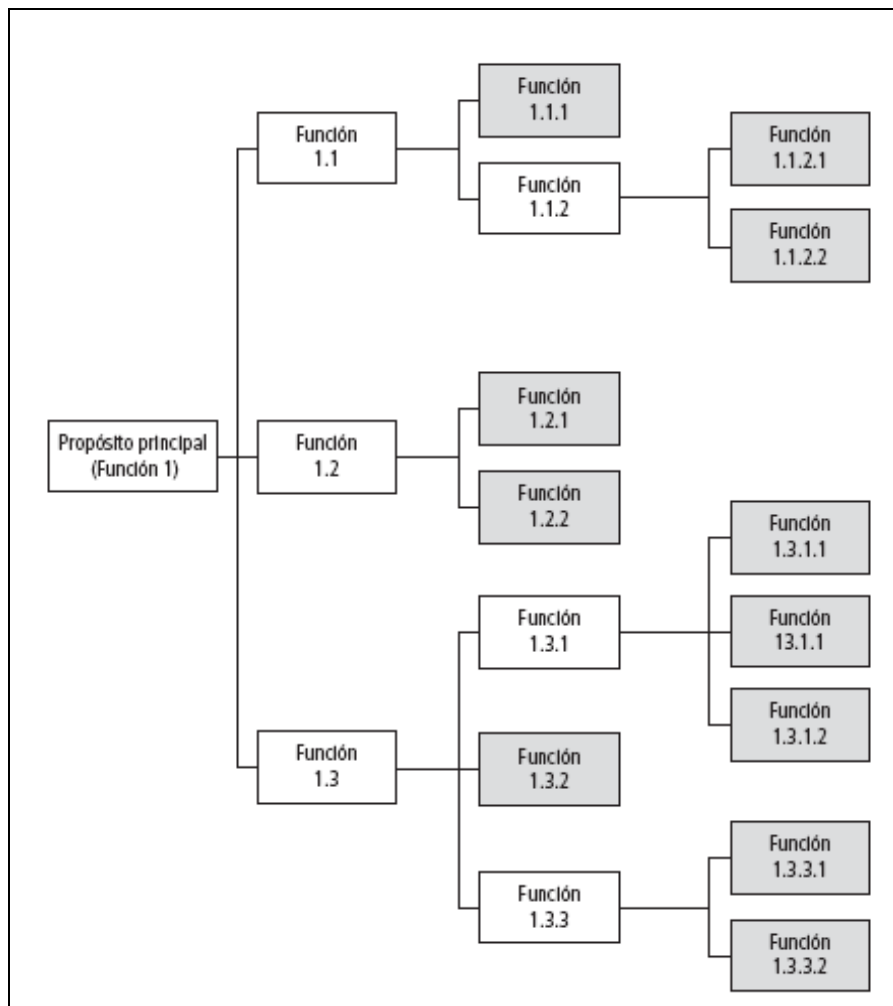 Función
1.1.1
Función
1.1
Función
1.1.2.1
Función
1.1.2
Función
1.1.2.2
Función
1.2.1
Propósito principal
(Función 1)
Función
1.2
Función
1.2.2
Función
1.3.1.1
Función
1.3.1
Función
13.1.1
Función
1.3.1.2
Función
1.3
Función
1.3.2
Función
1.3.3.1
Función
1.3.3
Función
1.3.3.2